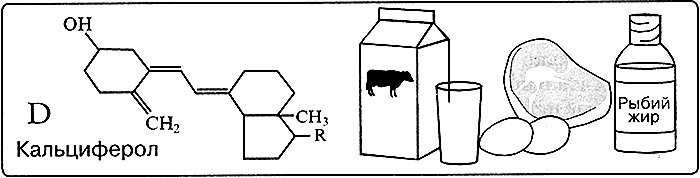 OH
D
CH₂
CH₃
R
Кальциферол
Рыбий
жир